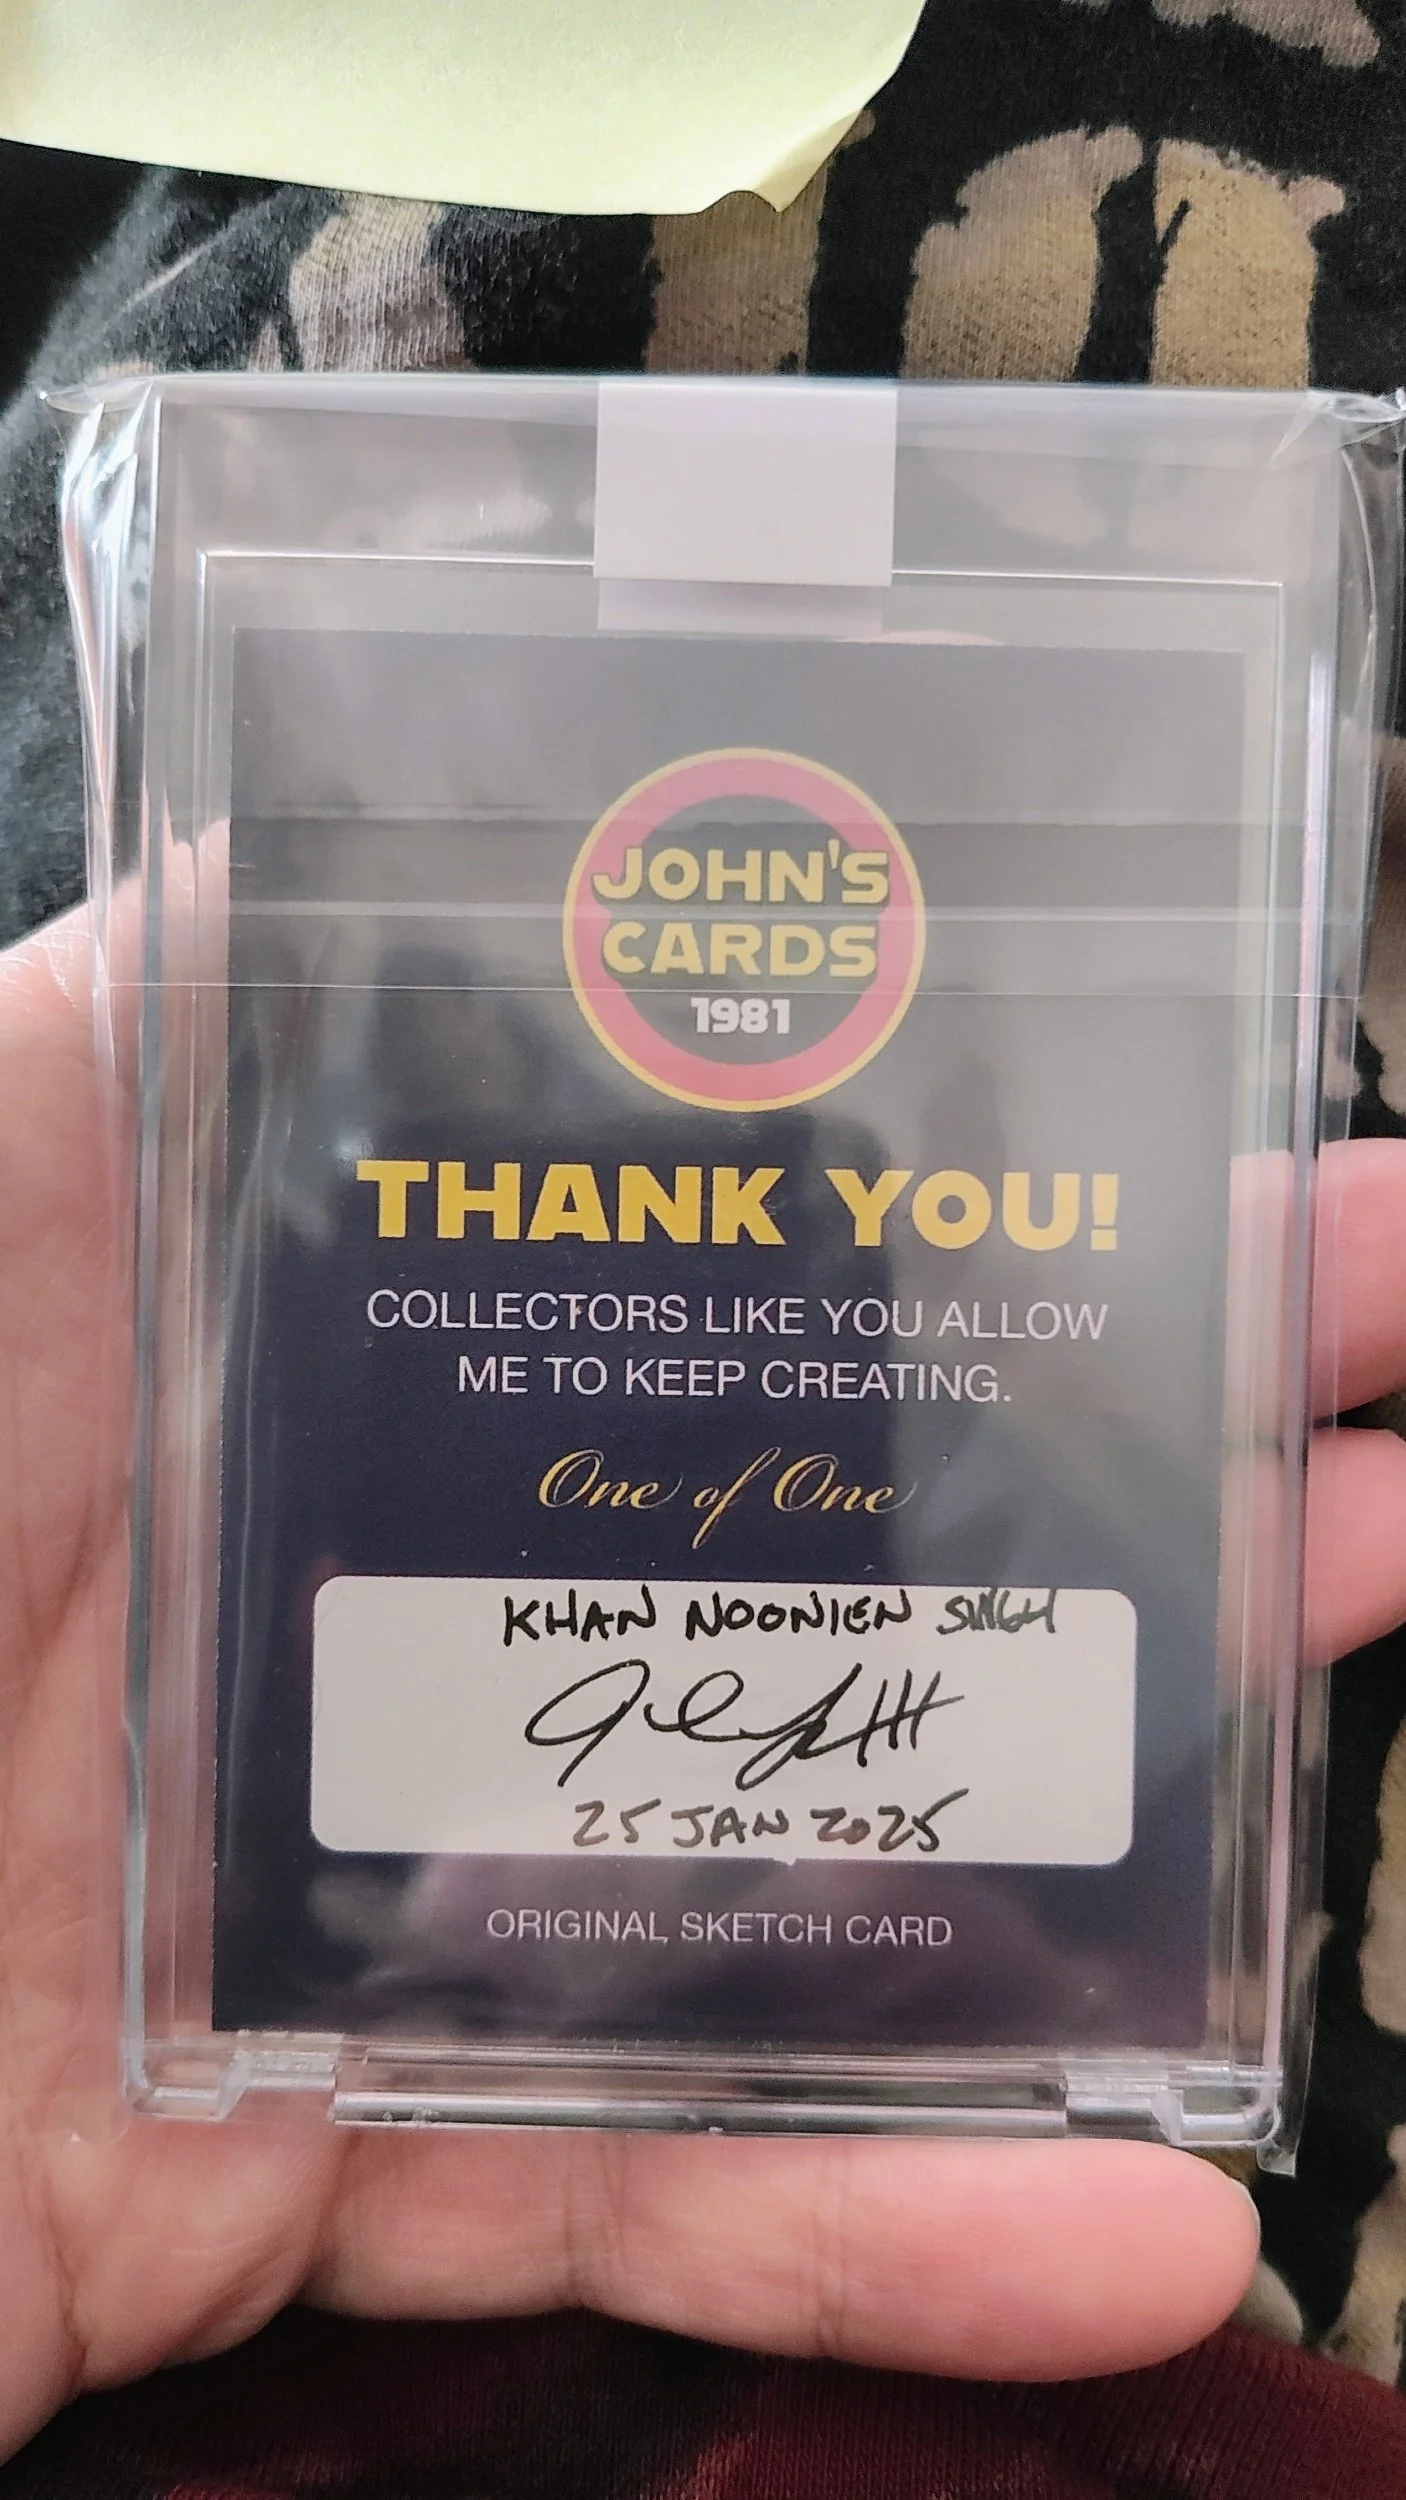 JOHN'S
CARDS
1981
THANK YOU!
COLLECTORS LIKE YOU ALLOW
ME TO KEEP CREATING.
One of One
KHAN NOONIEN SINGH
25 JAN 2025
ORIGINAL SKETCH CARD